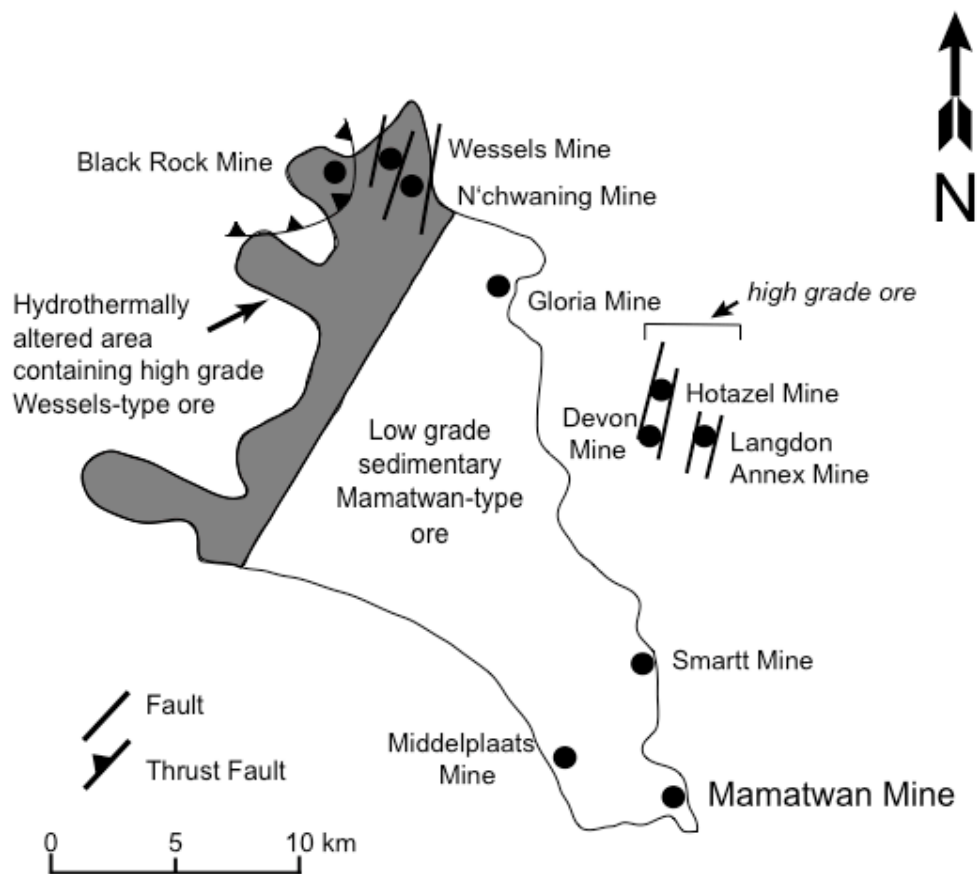 Black Rock Mine
Wessels Mine
N'chwaning Mine
N
Hydrothermally
altered area
containing high grade
Wessels-type ore
Gloria Mine
high grade ore
Hotazel Mine
Devon
Mine
Langdon
Annex Mine
Low grade
sedimentary
Mamatwan-type
ore
Smartt Mine
Fault
Thrust Fault
Middelplaats
Mine
Mamatwan Mine
0 5 10 km